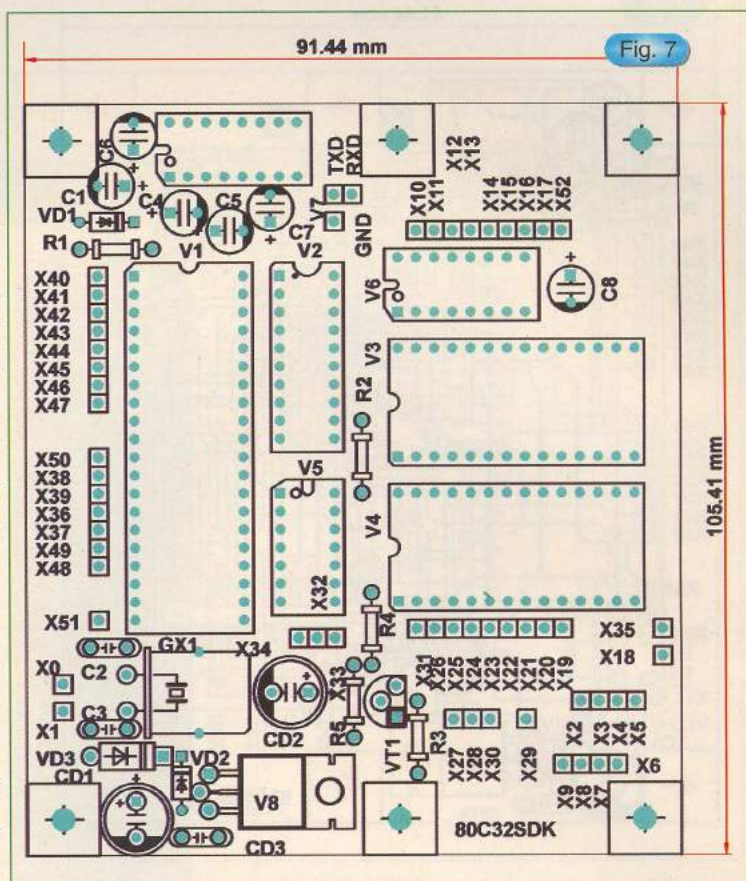 91.44 mm
Fig. 7
105.41 mm
C6
C1
C4
C5
C7
VD1
R1
V7
TXD
RXD
GND
X10
X11
X12
X13
X14
X15
X16
X17
X52
V1
V2
V6
C8
X40
X41
X42
X43
X44
X45
X46
X47
R2
V3
X50
X38
X39
X36
X37
X49
X48
V5
X32
V4
X51
GX1
X34
R4
X0
C2
X33
X31
X26
X25
X24
X23
X22
X21
X20
X19
X35
X18
X1
C3
CD2
R5
VT1
R3
X27
X28
X30
X29
X2
X3
X4
X5
VD3
VD2
CD1
V8
CD3
X9
X8
X7
X6
80C32SDK